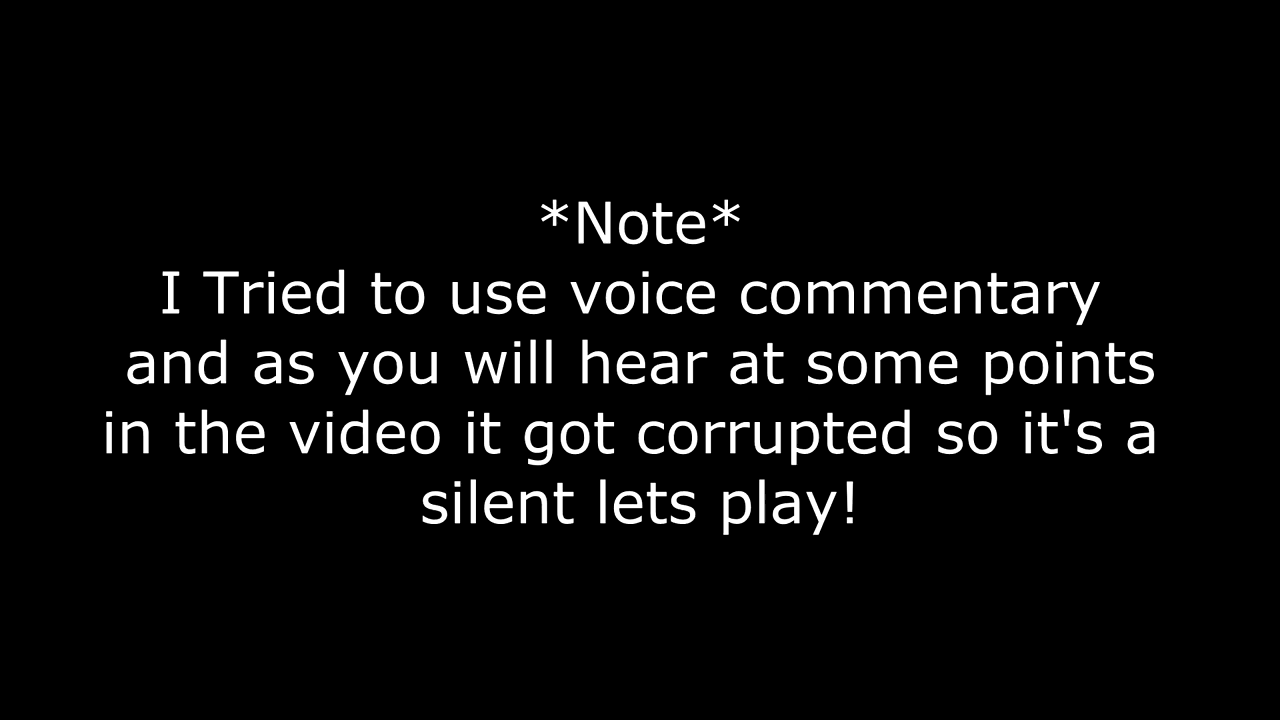 *Note*
I Tried to use voice commentary
and as you will hear at some points
in the video it got corrupted so it's a
silent lets play!